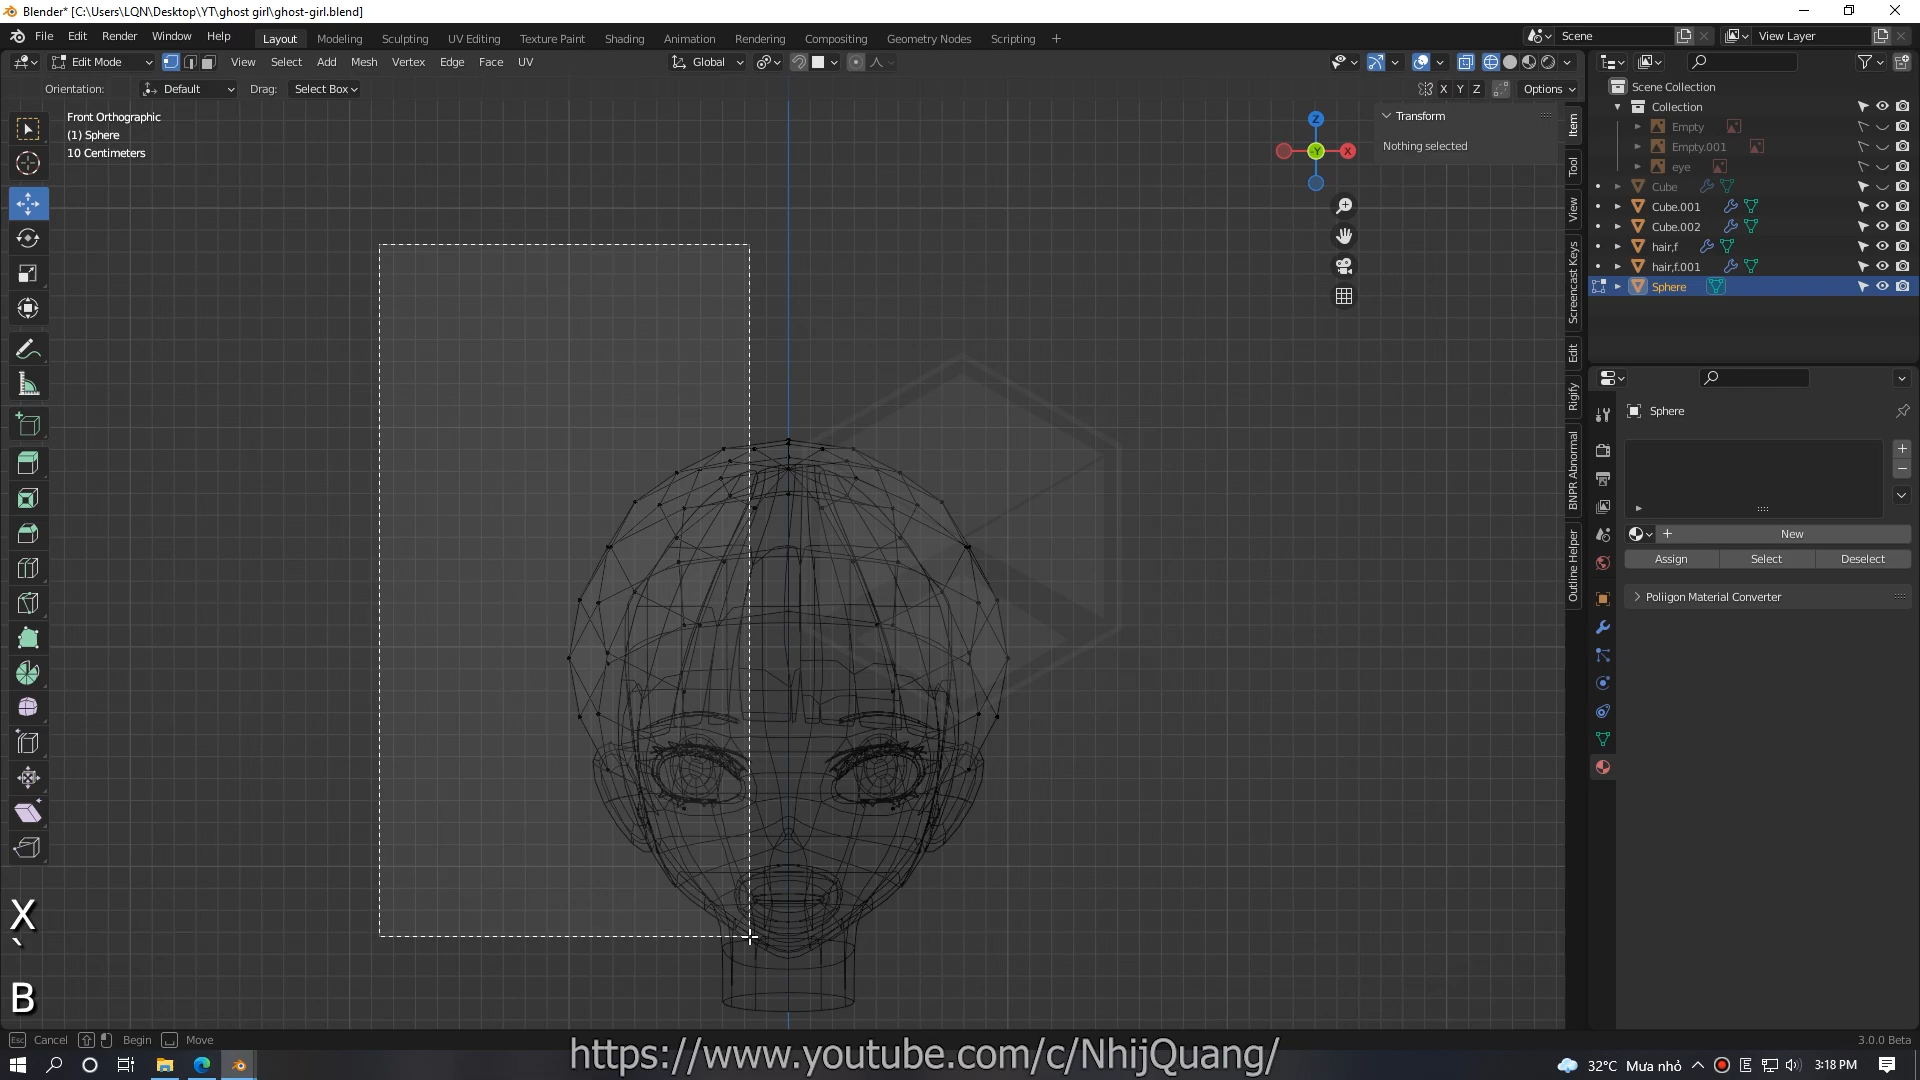 Blender* [C:\Users\LQN\Desktop\YT\ghost girl\ghost-girl.blend]
File Edit Render Window Help Layout Modeling Sculpting UV Editing Texture Paint Shading Animation Rendering Compositing Geometry Nodes Scripting + Scene View Layer
Edit Mode View Select Add Mesh Vertex Edge Face UV Global
Orientation: Default Drag: Select Box X Y Z Options
Front Orthographic
(1) Sphere
10 Centimeters
Z
Y
X
Transform
Nothing selected
Item
Tool
View
Screencast Keys
Edit
Rigify
BNPR Abnormal
Outline Helper
Scene Collection
Collection
Empty
Empty.001
eye
Cube
Cube.001
Cube.002
hair,f
hair,f.001
Sphere
Sphere
New
Assign Select Deselect
Poliigon Material Converter
X
`
B
Esc Cancel Begin Move
3.0.0 Beta
https://www.youtube.com/c/NhijQuang/
32°C Mưa nhỏ E 3:18 PM